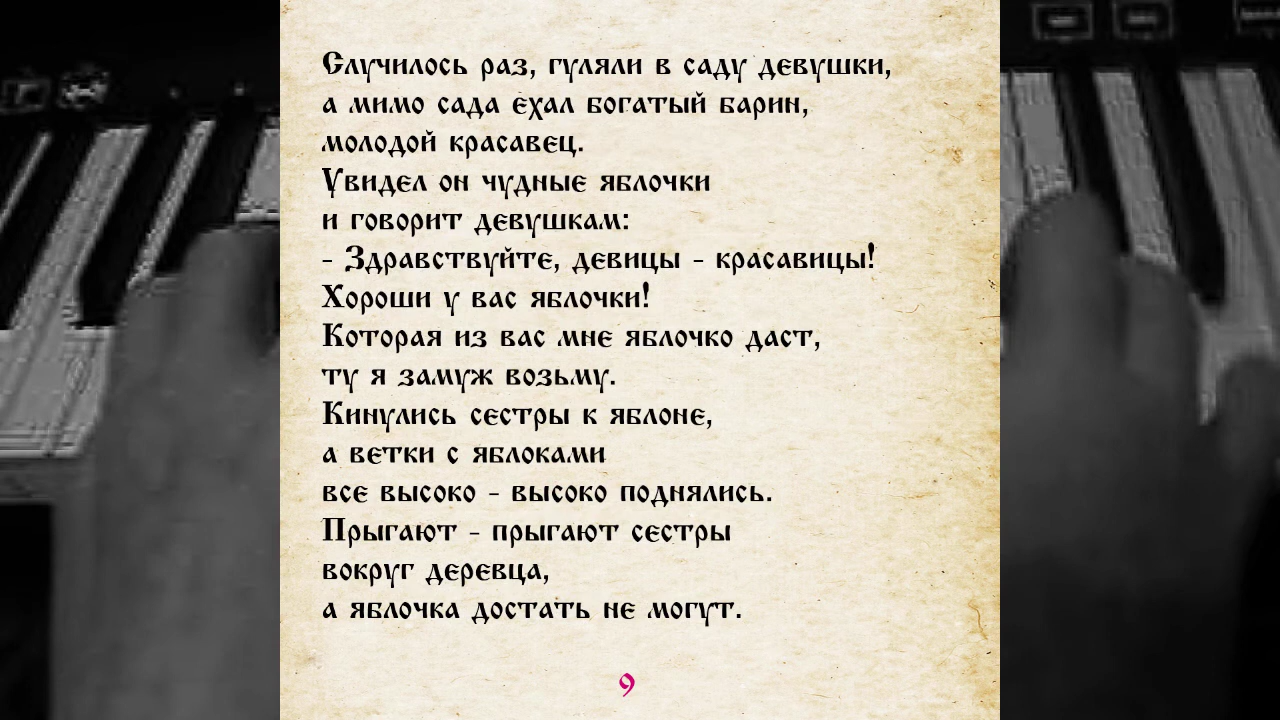 Случилось раз, гуляли в саду девушки,
а мимо сада ехал богатый барин,
молодой красавец.
Увидел он чудные яблочки
и говорит девушкам:
- Здравствуйте, девицы - красавицы!
Хороши у вас яблочки!
Которая из вас мне яблочко даст,
ту я замуж возьму.
Кинулись сестры к яблоне,
а ветки с яблоками
все высоко - высоко поднялись.
Прыгают - прыгают сестры
вокруг деревца,
а яблочка достать не могут.
9